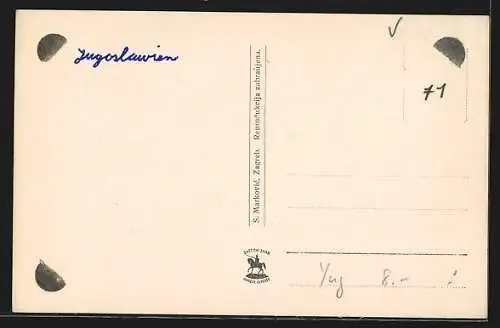 Jugoslawien
✓
71
S. Marković, Zagreb. Reprodukcija zabranjena.
Yug 8.-